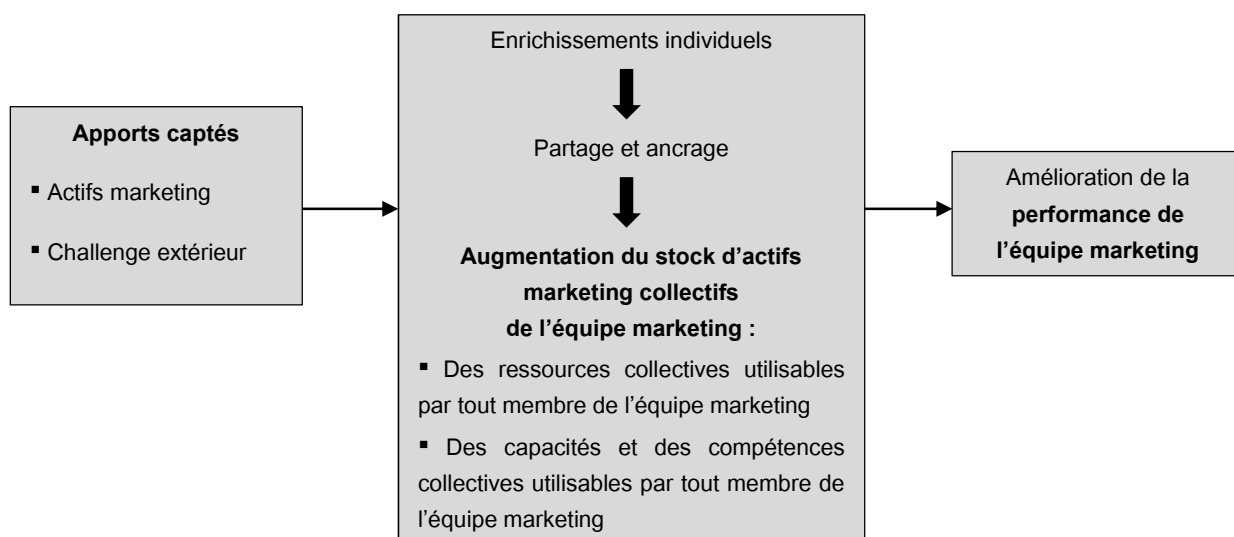 Apports captés
▪ Actifs marketing
▪ Challenge extérieur
Enrichissements individuels
Partage et ancrage
Augmentation du stock d’actifs
marketing collectifs
de l’équipe marketing :
▪ Des ressources collectives utilisables
par tout membre de l’équipe marketing
▪ Des capacités et des compétences
collectives utilisables par tout membre de
l’équipe marketing
Amélioration de la
performance de
l’équipe marketing